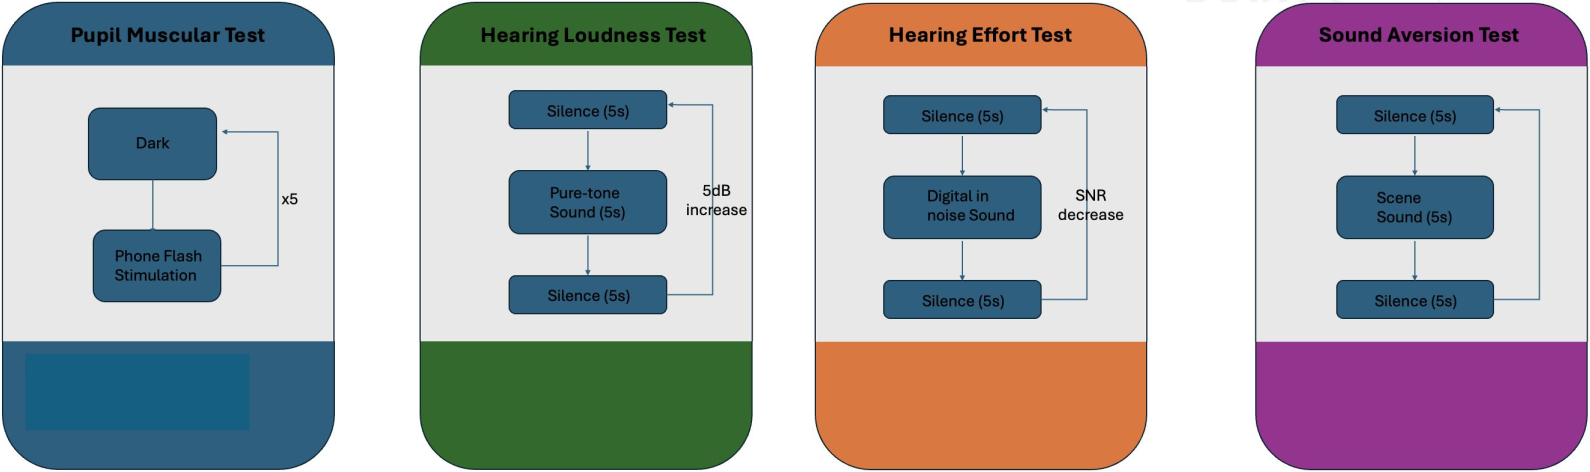 Pupil Muscular Test
Dark
x5
Phone Flash
Stimulation
Hearing Loudness Test
Silence (5s)
Pure-tone
Sound (5s)
5dB
increase
Silence (5s)
Hearing Effort Test
Silence (5s)
Digital in
noise Sound
SNR
decrease
Silence (5s)
Sound Aversion Test
Silence (5s)
Scene
Sound (5s)
Silence (5s)